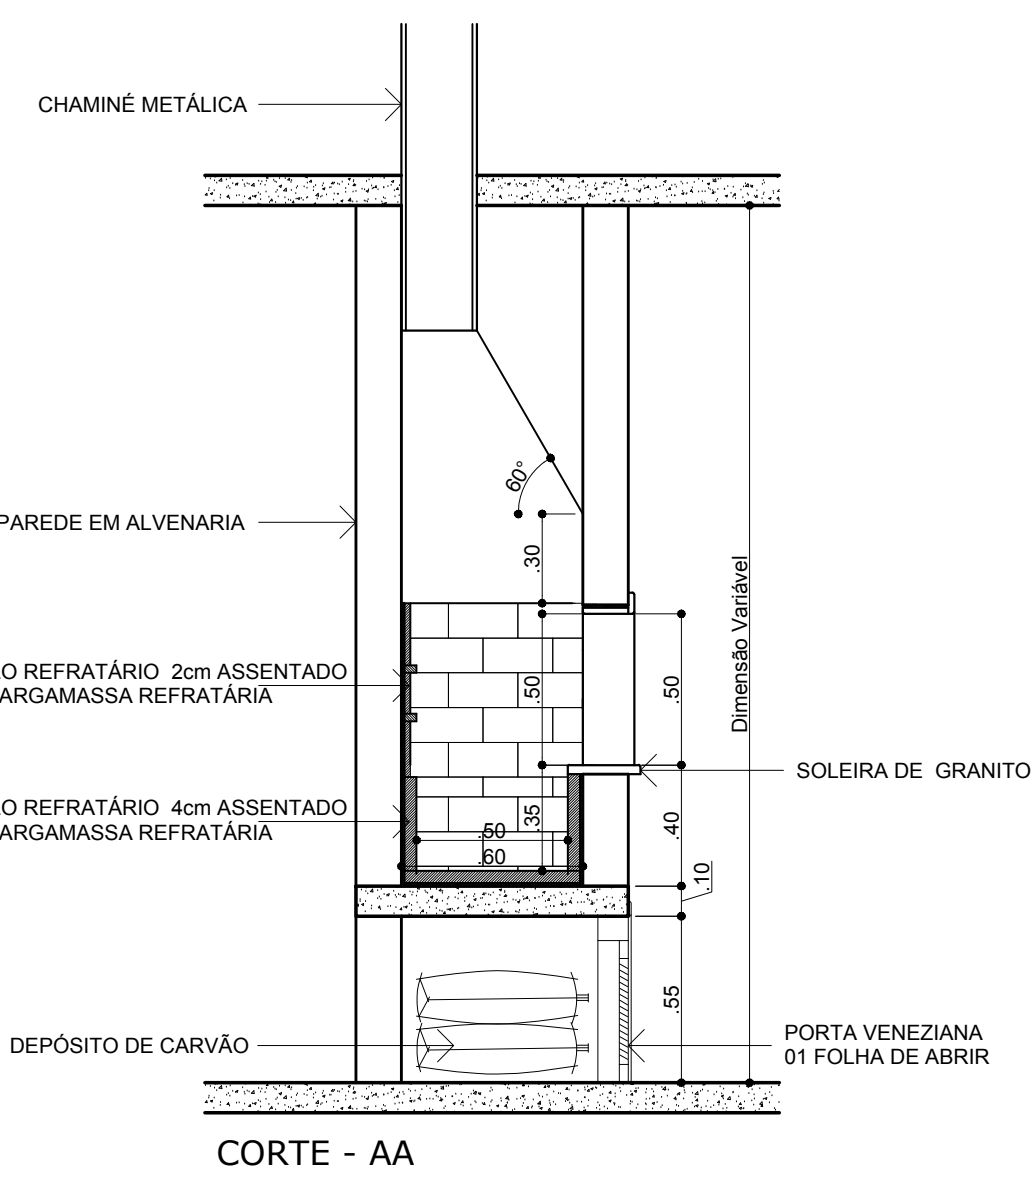 CHAMINÉ METÁLICA
60°
PAREDE EM ALVENARIA
.30
Dimensão Variável
REFRATÁRIO 2cm ASSENTADO
REFRATÁRIA
.50
.50
SOLEIRA DE GRANITO
REFRATÁRIO 4cm ASSENTADO
REFRATÁRIA
.35
.40
.50
.60
.10
.55
DEPÓSITO DE CARVÃO
PORTA VENEZIANA
01 FOLHA DE ABRIR
CORTE - AA